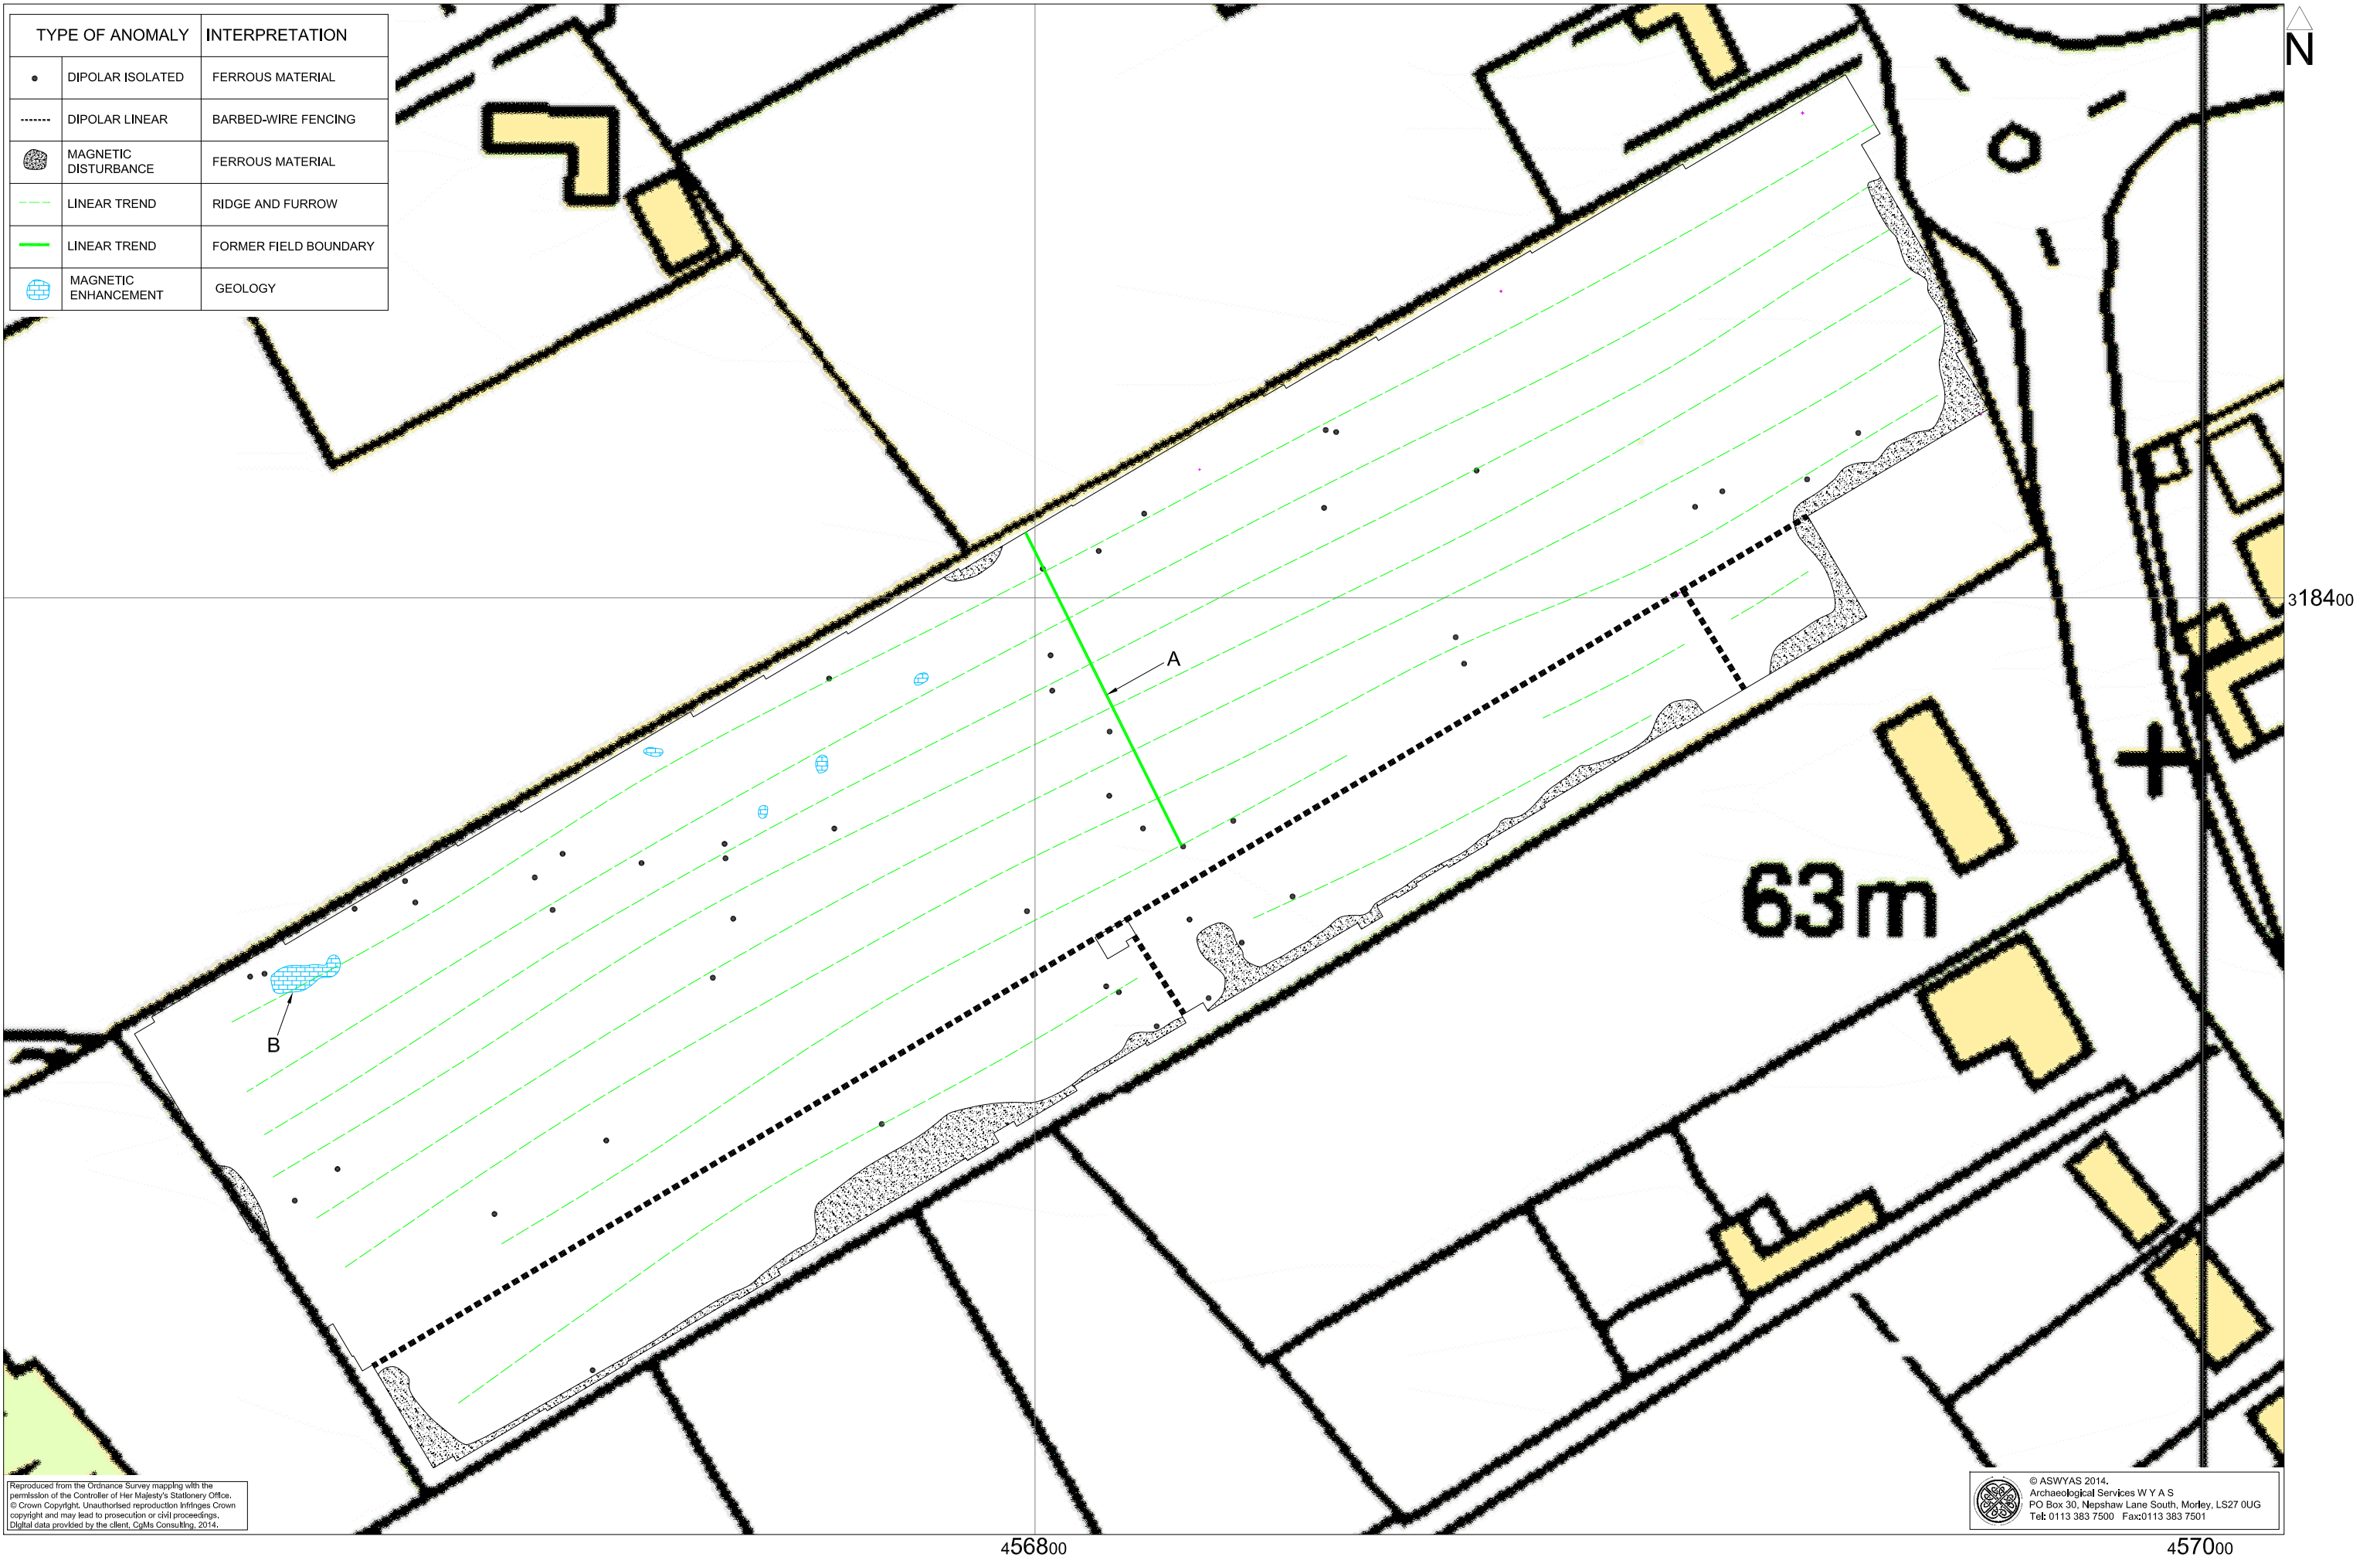 TYPE OF ANOMALY INTERPRETATION
DIPOLAR ISOLATED FERROUS MATERIAL
DIPOLAR LINEAR BARBED-WIRE FENCING
MAGNETIC
DISTURBANCE
FERROUS MATERIAL
LINEAR TREND RIDGE AND FURROW
LINEAR TREND FORMER FIELD BOUNDARY
MAGNETIC
ENHANCEMENT
GEOLOGY
N
318400
A
63m
B
Reproduced from the Ordnance Survey mapping with the
permission of the Controller of Her Majesty's Stationery Office.
© Crown Copyright. Unauthorised reproduction infringes Crown
copyright and may lead to prosecution or civil proceedings.
Digital data provided by the client, CgMs Consulting, 2014.
© ASWYAS 2014.
Archaeological Services W Y A S
PO Box 30, Nepshaw Lane South, Morley, LS27 0UG
Tel: 0113 383 7500 Fax:0113 383 7501
456800
457000